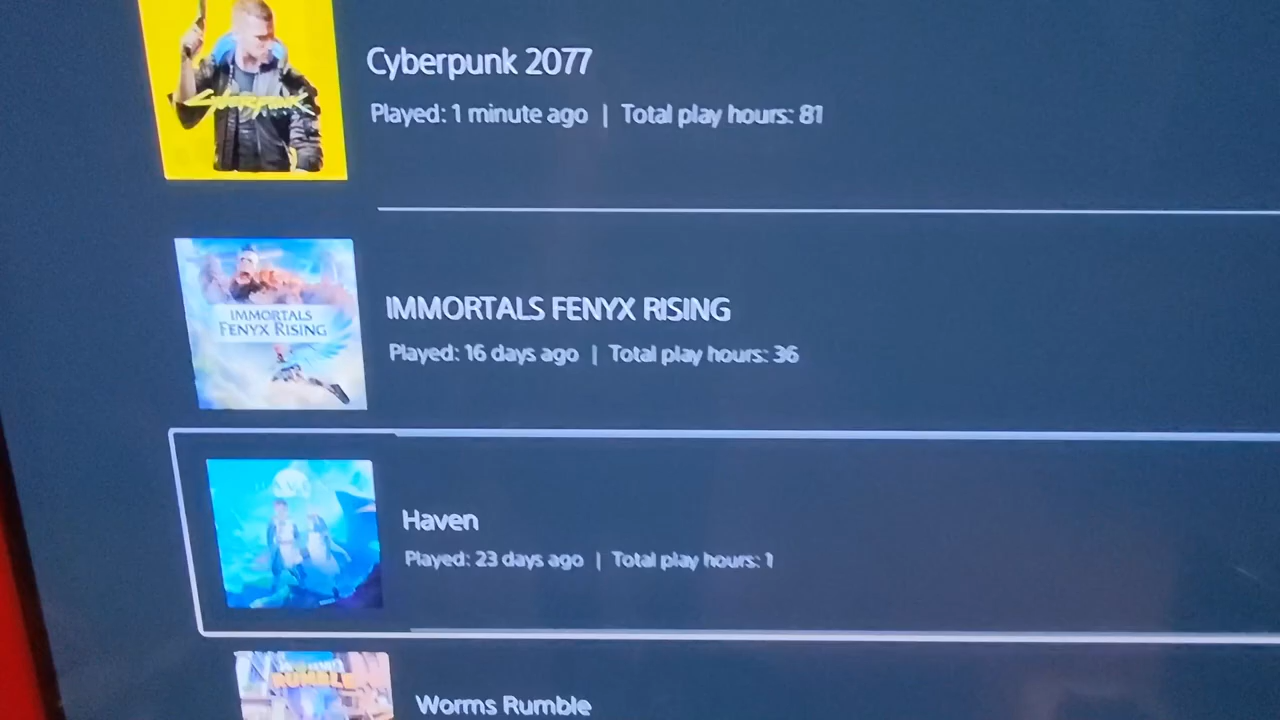 CYBERPUNK
Cyberpunk 2077
Played: 1 minute ago | Total play hours: 81
IMMORTALS
FENYX RISING
IMMORTALS FENYX RISING
Played: 16 days ago | Total play hours: 36
Haven
Played: 23 days ago | Total play hours: 1
RUMBLE
Worms Rumble